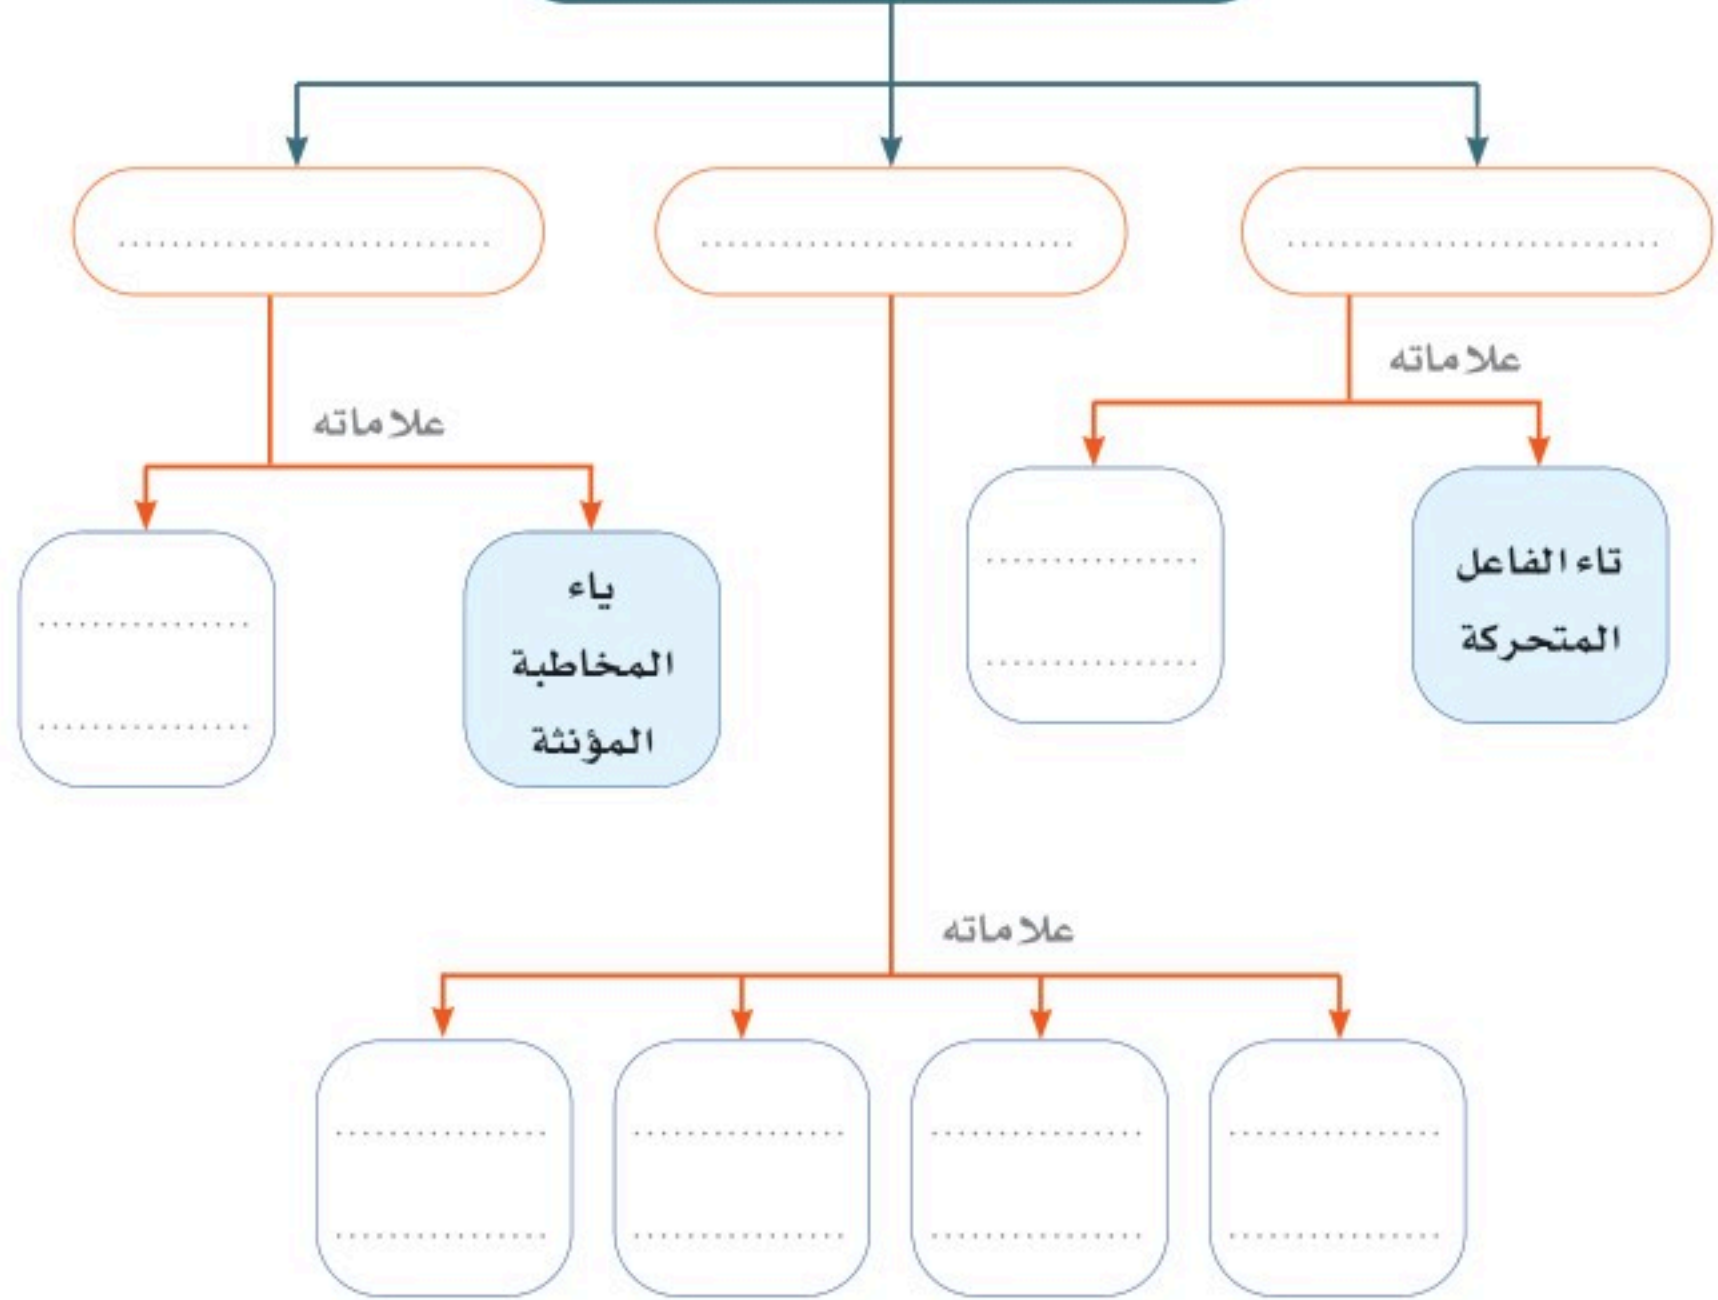 علاماته
تاء الفاعل
المتحركة
علاماته
ياء
المخاطبة
المؤنثة
علاماته